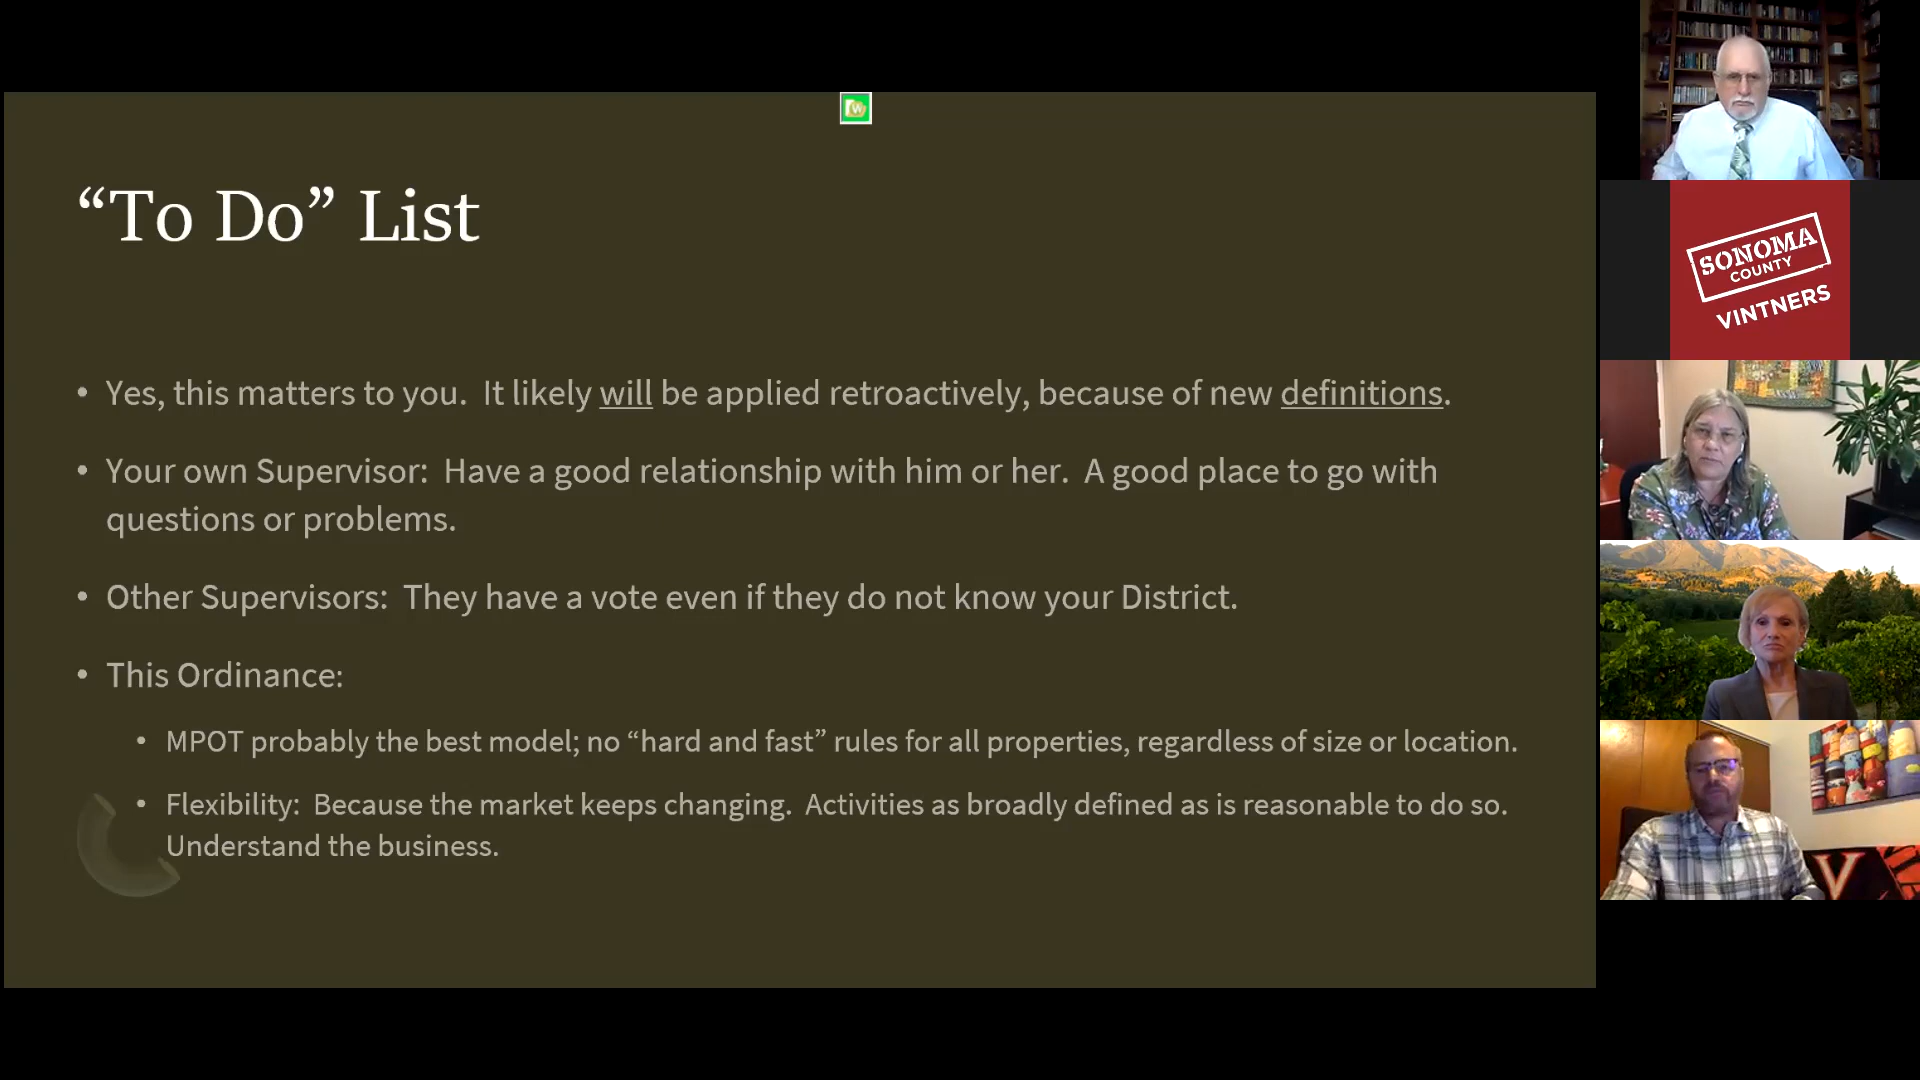 “To Do” List
• Yes, this matters to you.  It likely will be applied retroactively, because of new definitions.
• Your own Supervisor:  Have a good relationship with him or her.  A good place to go with
questions or problems.
• Other Supervisors:  They have a vote even if they do not know your District.
• This Ordinance:
• MPOT probably the best model; no “hard and fast” rules for all properties, regardless of size or location.
• Flexibility:  Because the market keeps changing.  Activities as broadly defined as is reasonable to do so.
Understand the business.
SONOMA
COUNTY
VINTNERS
V